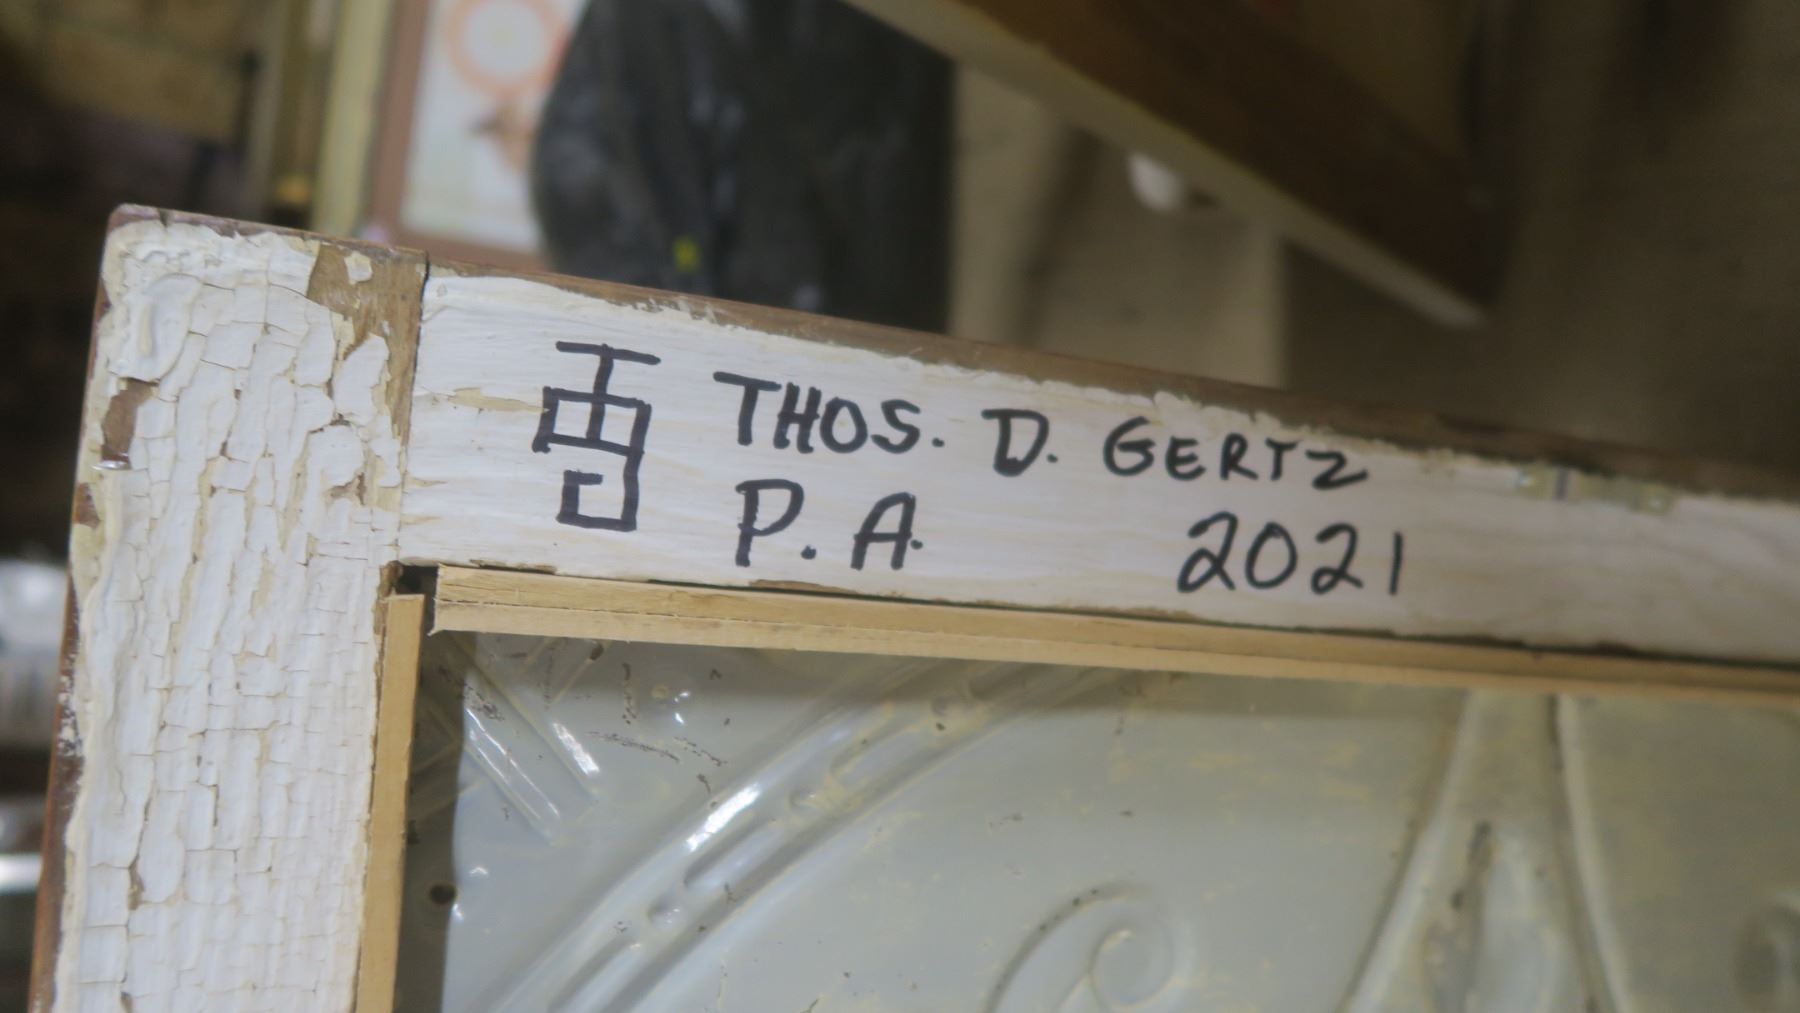 THOS. D. GERTZ
P. A. 2021